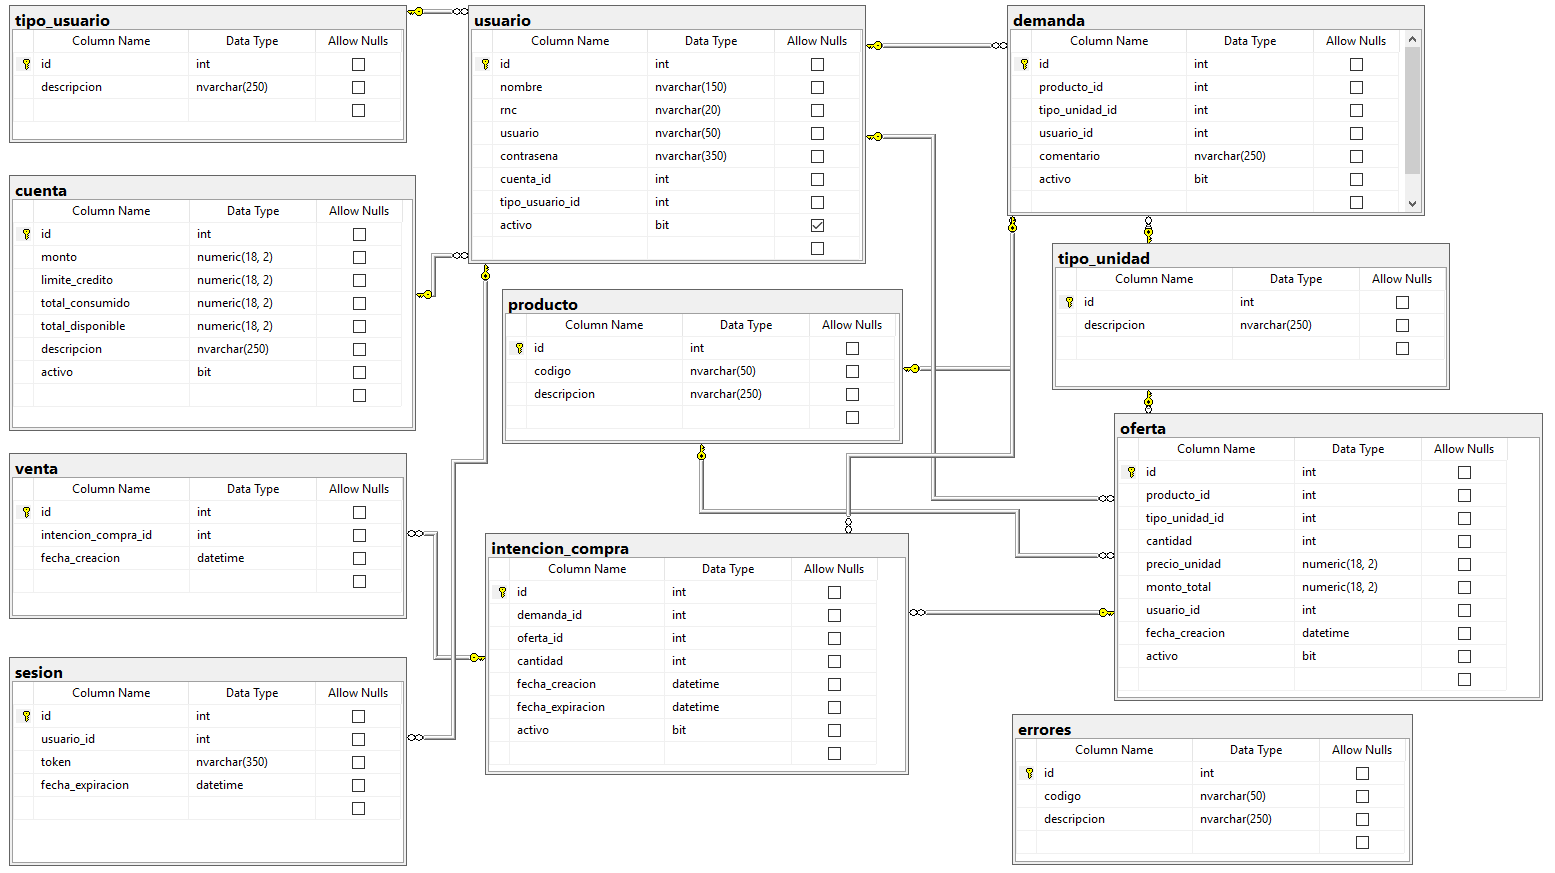 tipo_usuario
Column Name Data Type Allow Nulls
id int
descripcion nvarchar(250)
usuario
Column Name Data Type Allow Nulls
id int
nombre nvarchar(150)
rnc nvarchar(20)
usuario nvarchar(50)
contrasena nvarchar(350)
cuenta_id int
tipo_usuario_id int
activo bit
demanda
Column Name Data Type Allow Nulls
id int
producto_id int
tipo_unidad_id int
usuario_id int
comentario nvarchar(250)
activo bit
cuenta
Column Name Data Type Allow Nulls
id int
monto numeric(18, 2)
limite_credito numeric(18, 2)
total_consumido numeric(18, 2)
total_disponible numeric(18, 2)
descripcion nvarchar(250)
activo bit
tipo_unidad
Column Name Data Type Allow Nulls
id int
descripcion nvarchar(250)
producto
Column Name Data Type Allow Nulls
id int
codigo nvarchar(50)
descripcion nvarchar(250)
oferta
Column Name Data Type Allow Nulls
id int
producto_id int
tipo_unidad_id int
cantidad int
precio_unidad numeric(18, 2)
monto_total numeric(18, 2)
usuario_id int
fecha_creacion datetime
activo bit
venta
Column Name Data Type Allow Nulls
id int
intencion_compra_id int
fecha_creacion datetime
intencion_compra
Column Name Data Type Allow Nulls
id int
demanda_id int
oferta_id int
cantidad int
fecha_creacion datetime
fecha_expiracion datetime
activo bit
sesion
Column Name Data Type Allow Nulls
id int
usuario_id int
token nvarchar(350)
fecha_expiracion datetime
errores
Column Name Data Type Allow Nulls
id int
codigo nvarchar(50)
descripcion nvarchar(250)